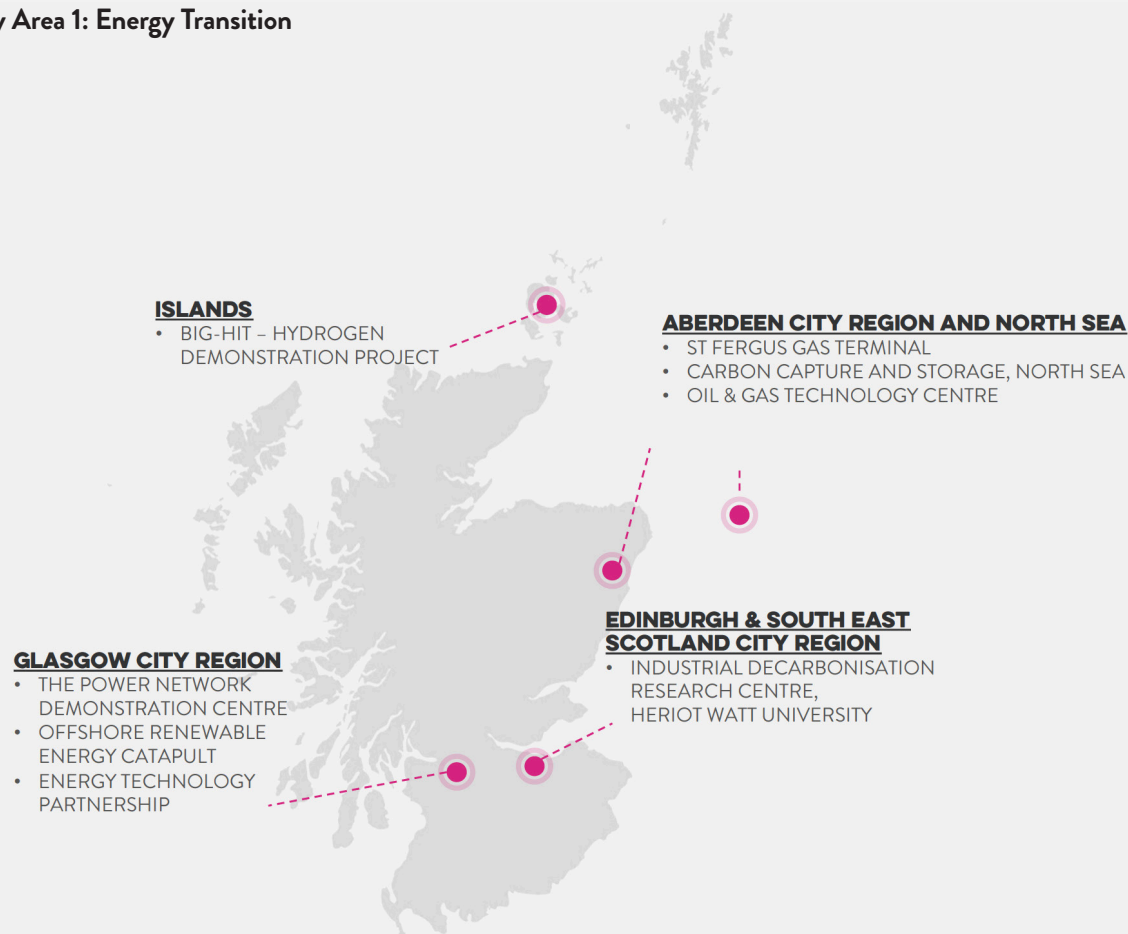 y Area 1: Energy Transition
ISLANDS
• BIG-HIT – HYDROGEN
DEMONSTRATION PROJECT
ABERDEEN CITY REGION AND NORTH SEA
• ST FERGUS GAS TERMINAL
• CARBON CAPTURE AND STORAGE, NORTH SEA
• OIL & GAS TECHNOLOGY CENTRE
EDINBURGH & SOUTH EAST
SCOTLAND CITY REGION
• INDUSTRIAL DECARBONISATION
RESEARCH CENTRE,
HERIOT WATT UNIVERSITY
GLASGOW CITY REGION
• THE POWER NETWORK
DEMONSTRATION CENTRE
• OFFSHORE RENEWABLE
ENERGY CATAPULT
• ENERGY TECHNOLOGY
PARTNERSHIP